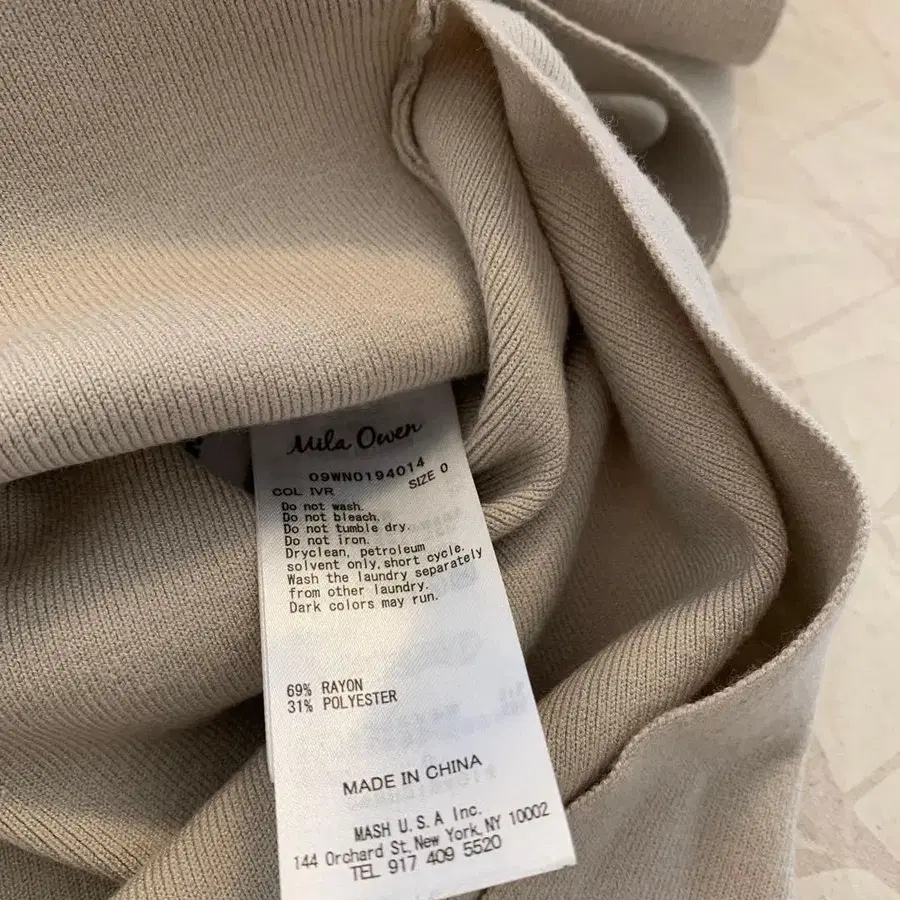 Mila Owen
09WN0194014
COL IVR SIZE 0
Do not wash.
Do not bleach.
Do not tumble dry.
Do not iron.
Dryclean, petroleum
solvent only, short cycle.
Wash the laundry separately
from other laundry.
Dark colors may run.
69% RAYON
31% POLYESTER
MADE IN CHINA
MASH U.S.A Inc.
144 Orchard St, New York, NY 10002
TEL 917 409 5520